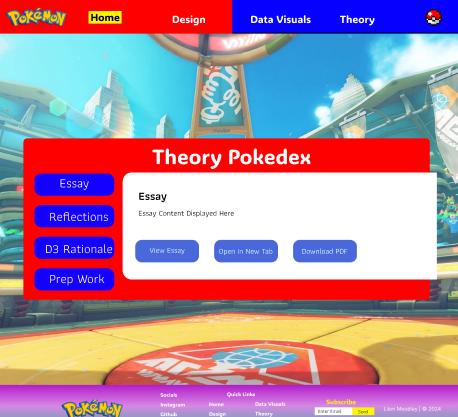 Pokémon
Home
Design
Data Visuals
Theory
Theory Pokedex
Essay
Reflections
D3 Rationale
Prep Work
Essay
Essay Content Displayed Here
View Essay
Open In New Tab
Download PDF
Pokémon
Socials
Instagram
Github
Quick Links
Home
Data Visuals
Design
Theory
Subscribe
Enter Email
Send
| © 2024